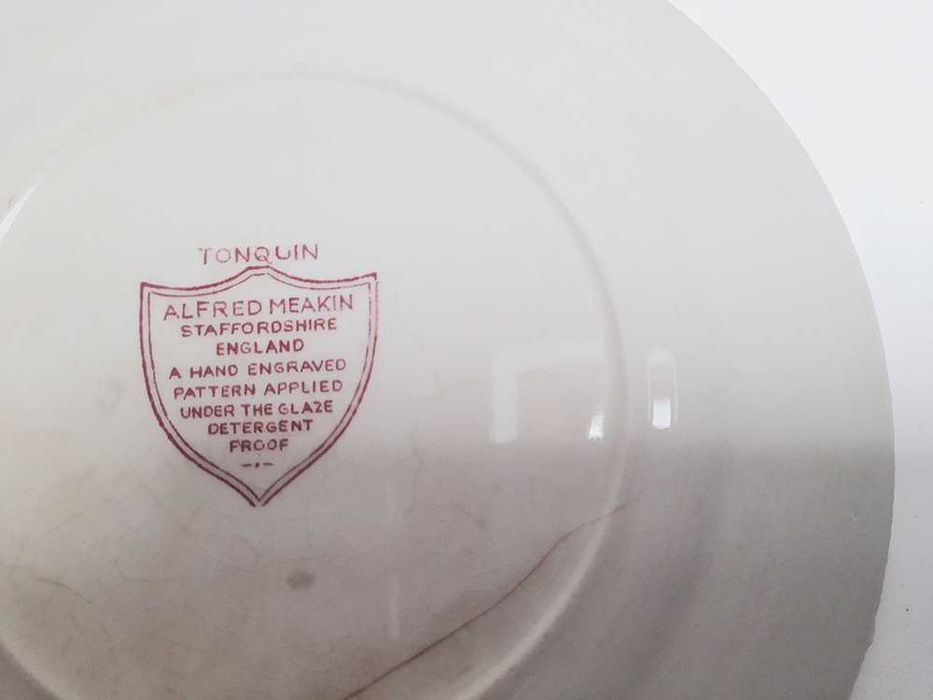 TONQUIN
ALFRED MEAKIN
STAFFORDSHIRE
ENGLAND
A HAND ENGRAVED
PATTERN APPLIED
UNDER THE GLAZE
DETERGENT
PROOF